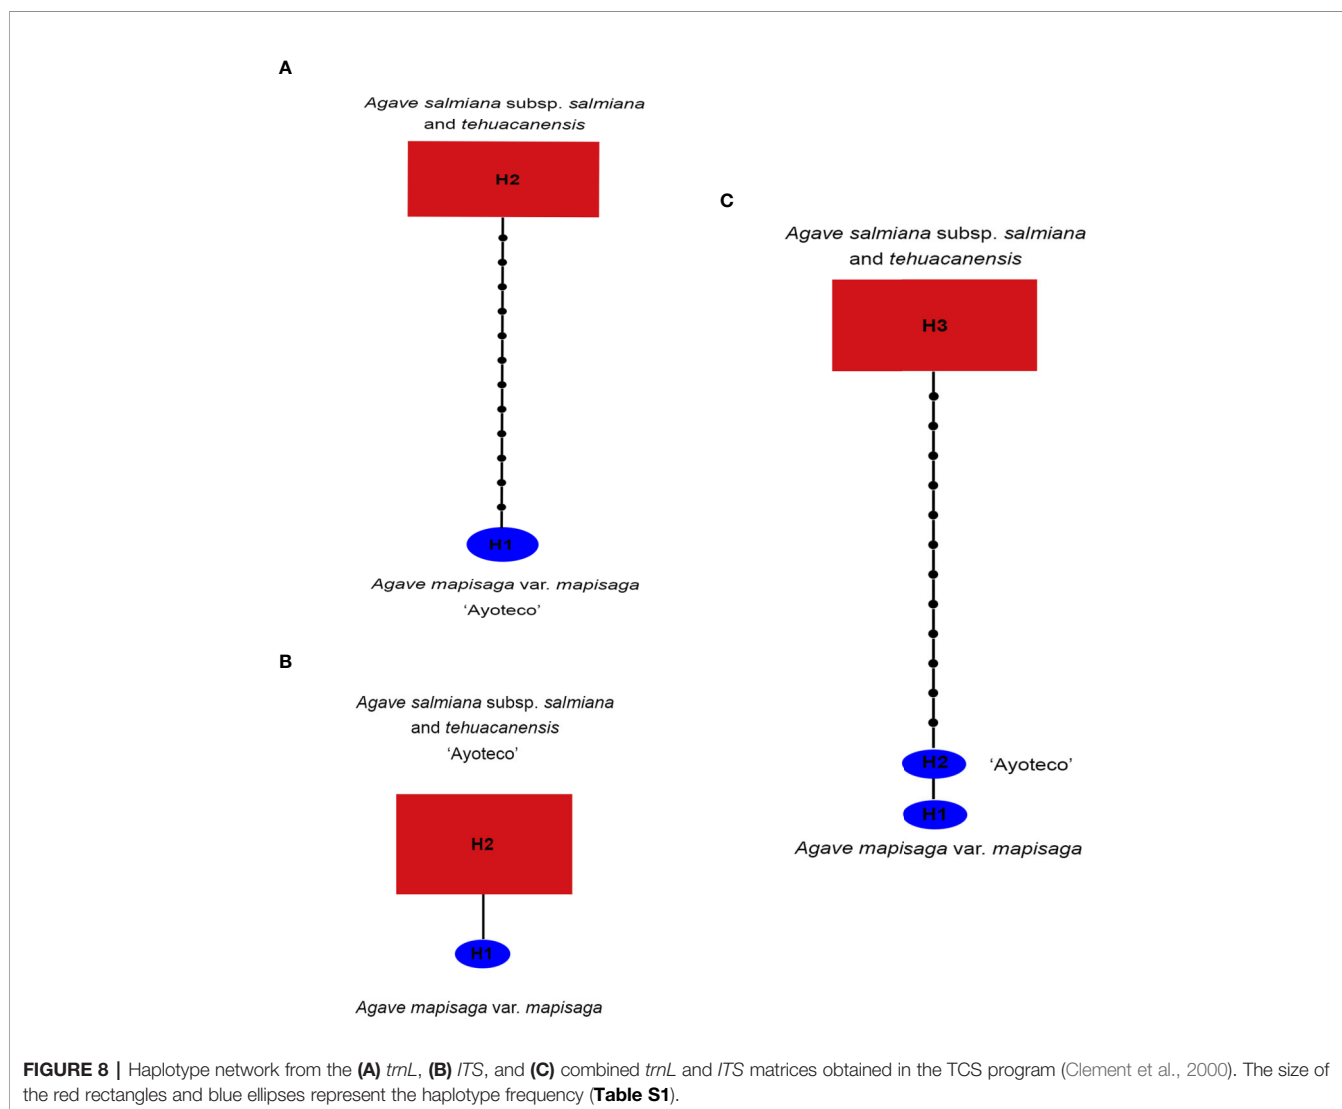 A
Agave salmiana subsp. salmiana
and tehuacanensis
H2
H1
Agave mapisaga var. mapisaga
'Ayoteco'
B
Agave salmiana subsp. salmiana
and tehuacanensis
'Ayoteco'
H2
H1
Agave mapisaga var. mapisaga
C
Agave salmiana subsp. salmiana
and tehuacanensis
H3
H2 'Ayoteco'
H1
Agave mapisaga var. mapisaga
FIGURE 8 | Haplotype network from the (A) trnL, (B) ITS, and (C) combined trnL and ITS matrices obtained in the TCS program (Clement et al., 2000). The size of
the red rectangles and blue ellipses represent the haplotype frequency (Table S1).